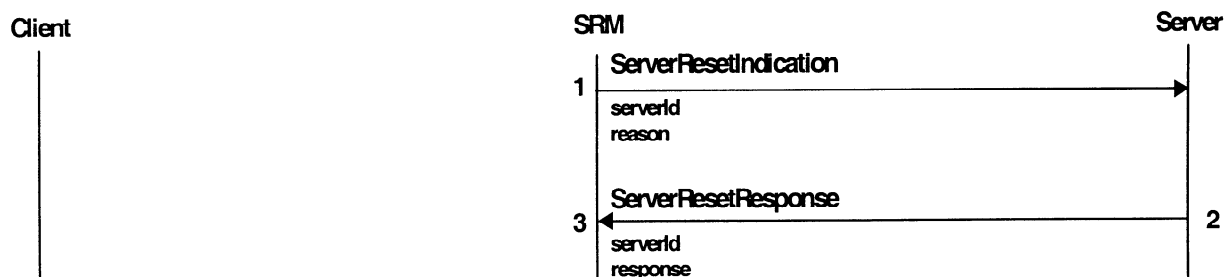 Client SRM Server
ServerResetIndication
1
serverId
reason
ServerResetResponse
3 2
serverId
response